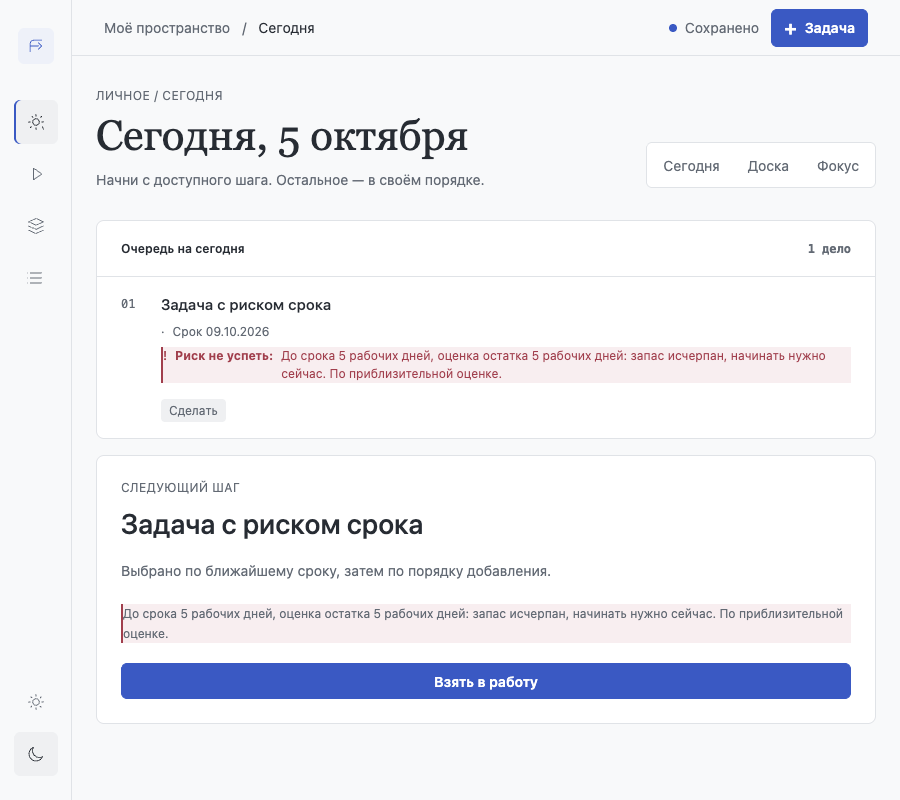 Моё пространство / Сегодня
Сохранено
+ Задача
ЛИЧНОЕ / СЕГОДНЯ
Сегодня, 5 октября
Начни с доступного шага. Остальное — в своём порядке.
Сегодня Доска Фокус
Очередь на сегодня
1 дело
01 Задача с риском срока
· Срок 09.10.2026
! Риск не успеть: До срока 5 рабочих дней, оценка остатка 5 рабочих дней: запас исчерпан, начинать нужно
сейчас. По приблизительной оценке.
Сделать
СЛЕДУЮЩИЙ ШАГ
Задача с риском срока
Выбрано по ближайшему сроку, затем по порядку добавления.
До срока 5 рабочих дней, оценка остатка 5 рабочих дней: запас исчерпан, начинать нужно сейчас. По приблизительной
оценке.
Взять в работу